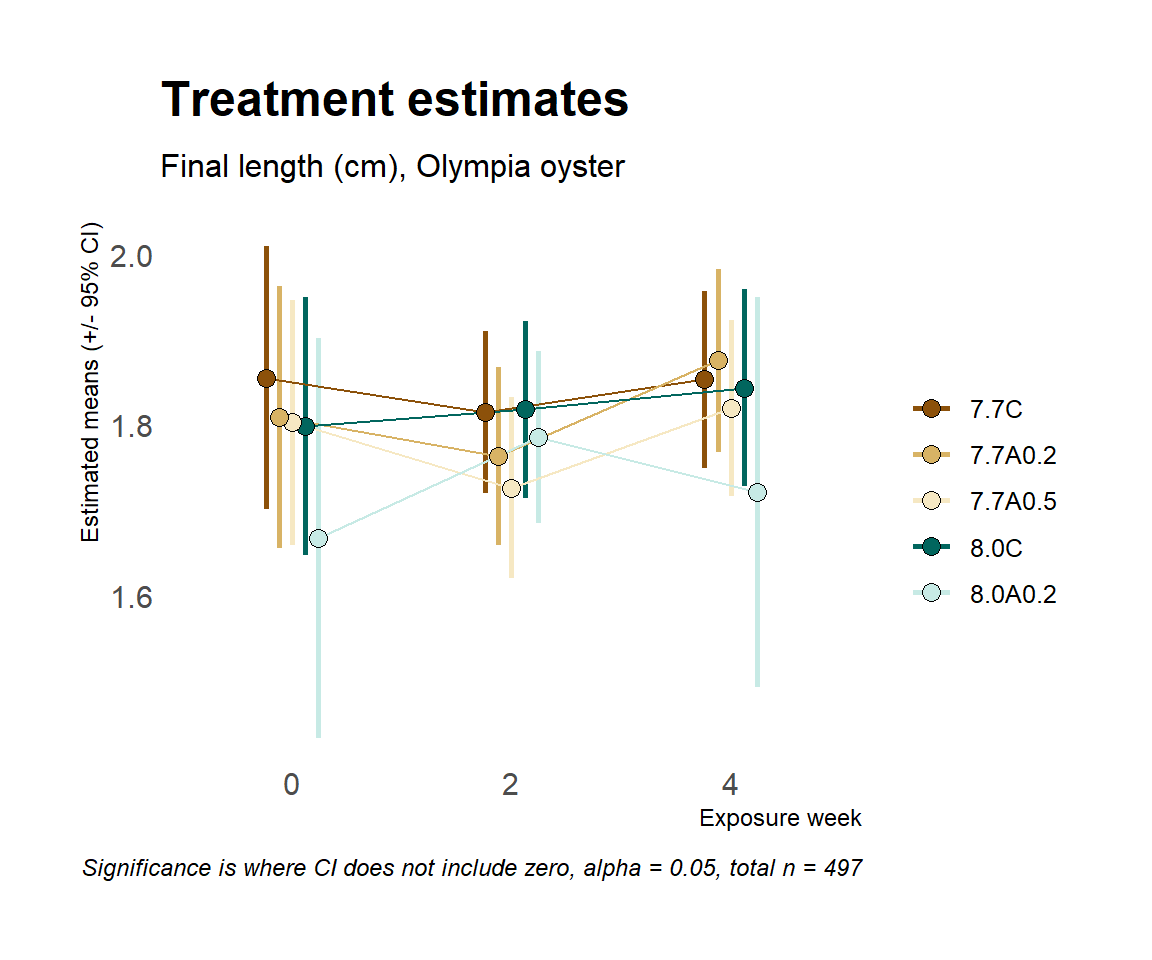 Treatment estimates
Final length (cm), Olympia oyster
Estimated means (+/- 95% CI)
2.0
1.8
1.6
0 2 4
Exposure week
7.7C
7.7A0.2
7.7A0.5
8.0C
8.0A0.2
Significance is where CI does not include zero, alpha = 0.05, total n = 497